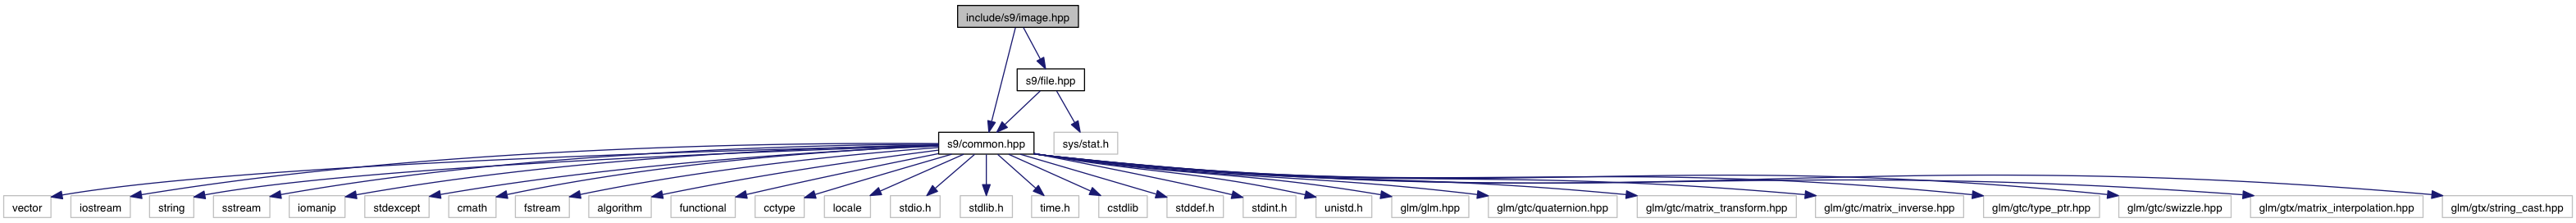 include/s9/image.hpp
s9/file.hpp
s9/common.hpp
sys/stat.h
vector
iostream
string
sstream
iomanip
stdexcept
cmath
fstream
algorithm
functional
cctype
locale
stdio.h
stdlib.h
time.h
cstdlib
stddef.h
stdint.h
unistd.h
glm/glm.hpp
glm/gtc/quaternion.hpp
glm/gtc/matrix_transform.hpp
glm/gtc/matrix_inverse.hpp
glm/gtc/type_ptr.hpp
glm/gtc/swizzle.hpp
glm/gtx/matrix_interpolation.hpp
glm/gtx/string_cast.hpp